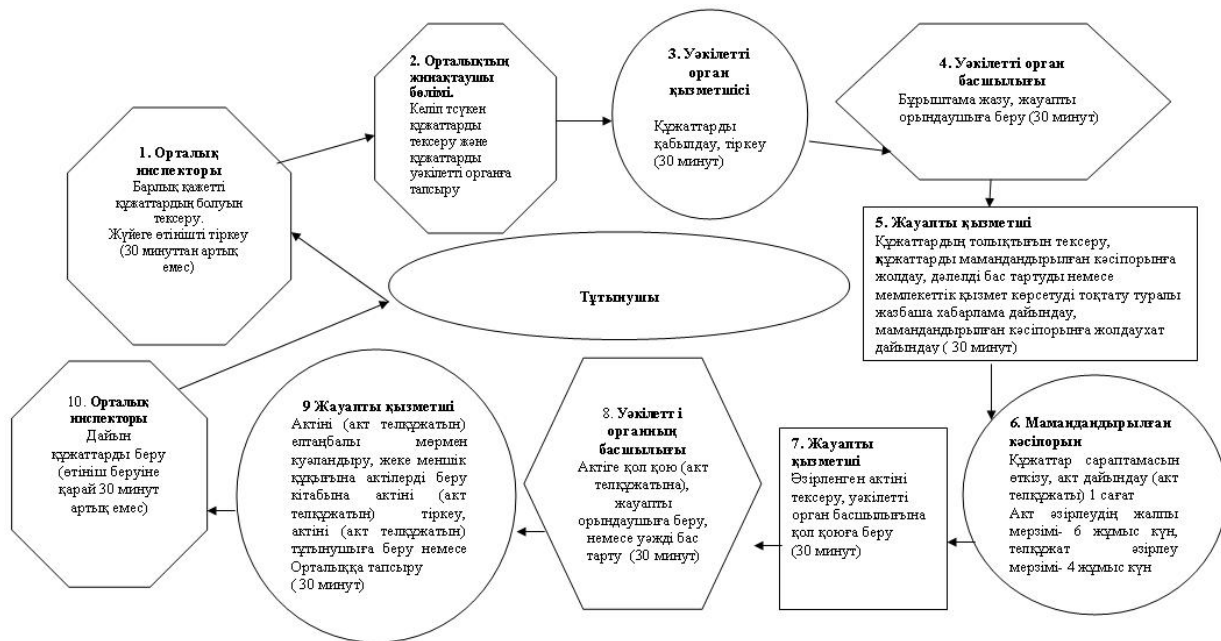 1. Орталық
инспекторы
Барлық қажетті
құжаттардың болуын
тексеру.
Жүйеге өтінішті тіркеу
(30 минуттан артық
емес)
2. Орталықтың
жинақтаушы
бөлімі.
Келіп тсүкен
құжаттарды
тексеру және
құжаттарды
уәкілетті органға
тапсыру
3. Уәкілетті
орган
қызметшісі
Құжаттарды
қабылдау, тіркеу
(30 минут)
4. Уәкілетті орган
басшылығы
Бұрыштама жазу, жауапты
орындаушыға беру (30 минут)
5. Жауапты қызметші
Құжаттардың толықтығын тексеру,
құжаттарды мамандандырылған кәсіпорынға
жолдау, дәлелді бас тартуды немесе
мемлекеттік қызмет көрсетуді тоқтату туралы
жазбаша хабарлама дайындау,
мамандандырылған кәсіпорынға жолдаухат
дайындау ( 30 минут)
Тұтынушы
6. Мамандандырылған
кәсіпорын
Құжаттар сараптамасын
өткізу, акт дайындау (акт
телқұжаты) 1 сағат
Акт әзірлеудің жалпы
мерзімі- 6 жұмыс күн,
телқұжат әзірлеу
мерзімі- 4 жұмыс күн
7. Жауапты
қызметші
Әзірленген актіні
тексеру, уәкілетті
орган басшылығына
қол қоюға беру
(30 минут)
8. Уәкілетт і
органның
басшылығы
Актіге қол қою (акт
телқұжатына),
жауапты
орындаушыға беру,
немесе уәжді бас
тарту (30 минут)
9 Жауапты қызметші
Актіні (акт телқұжатын)
елтаңбалы мөрмен
куәландыру, жеке меншік
құқығына актілерді беру
кітабына актіні (акт
телқұжатын) тіркеу,
актіні (акт телқұжатын)
тұтынушыға беру немесе
Орталыққа тапсыру
( 30 минут)
10. Орталық
инспекторы
Дайын
құжаттарды беру
(өтініш беруіне
қарай 30 минут
артық емес)